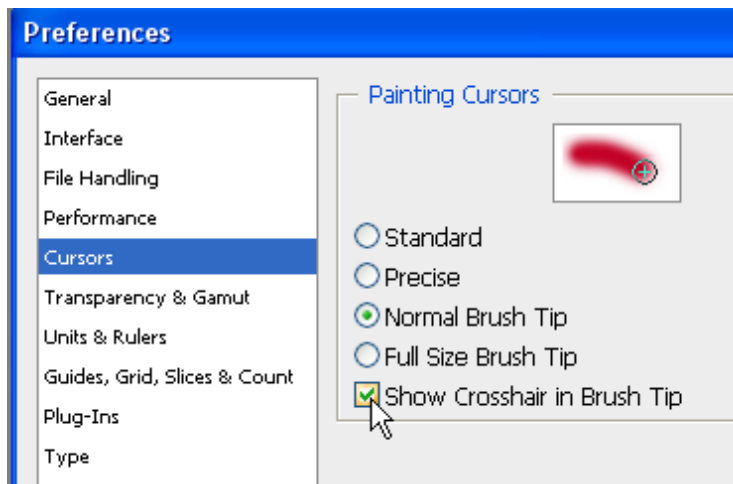 Preferences
General
Interface
File Handling
Performance
Cursors
Transparency & Gamut
Units & Rulers
Guides, Grid, Slices & Count
Plug-Ins
Type
Painting Cursors
Standard
Precise
Normal Brush Tip
Full Size Brush Tip
Show Crosshair in Brush Tip